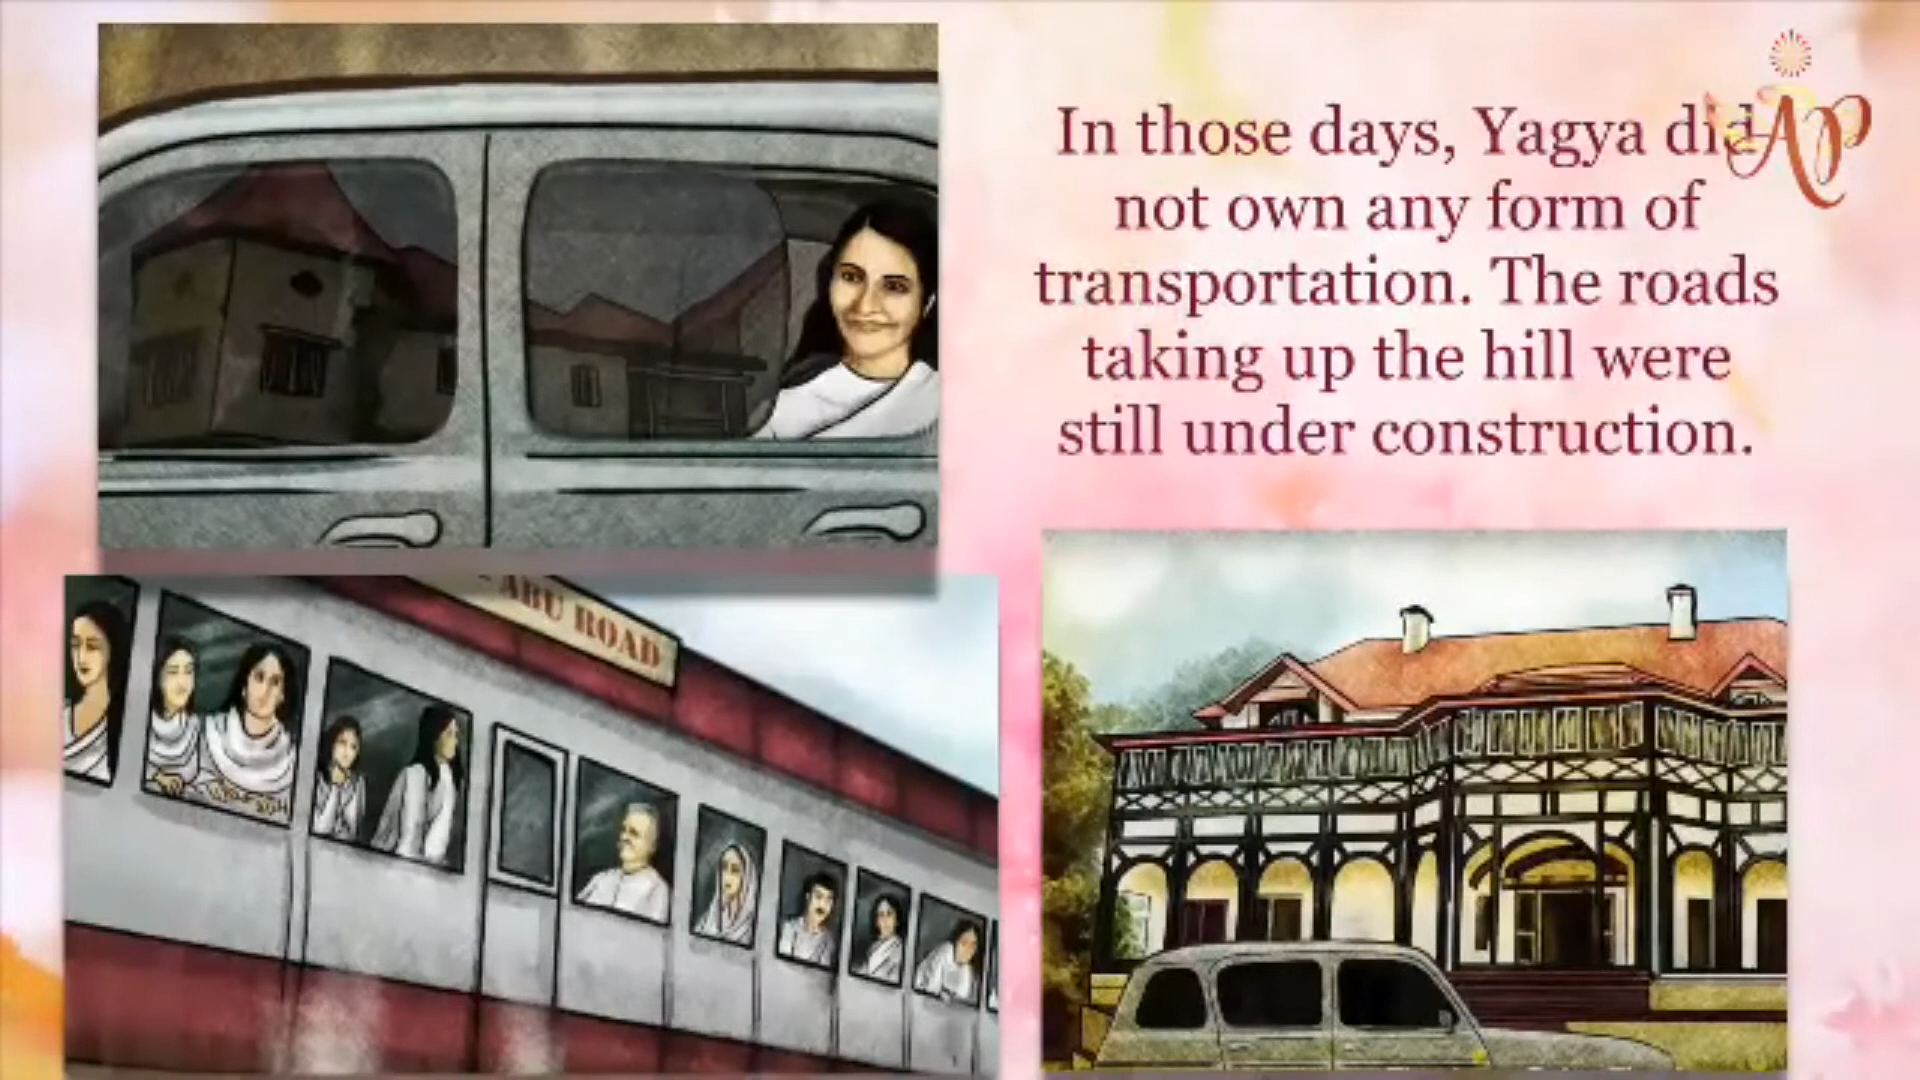 In those days, Yagya did
not own any form of
transportation. The roads
taking up the hill were
still under construction.
AP
ABU ROAD